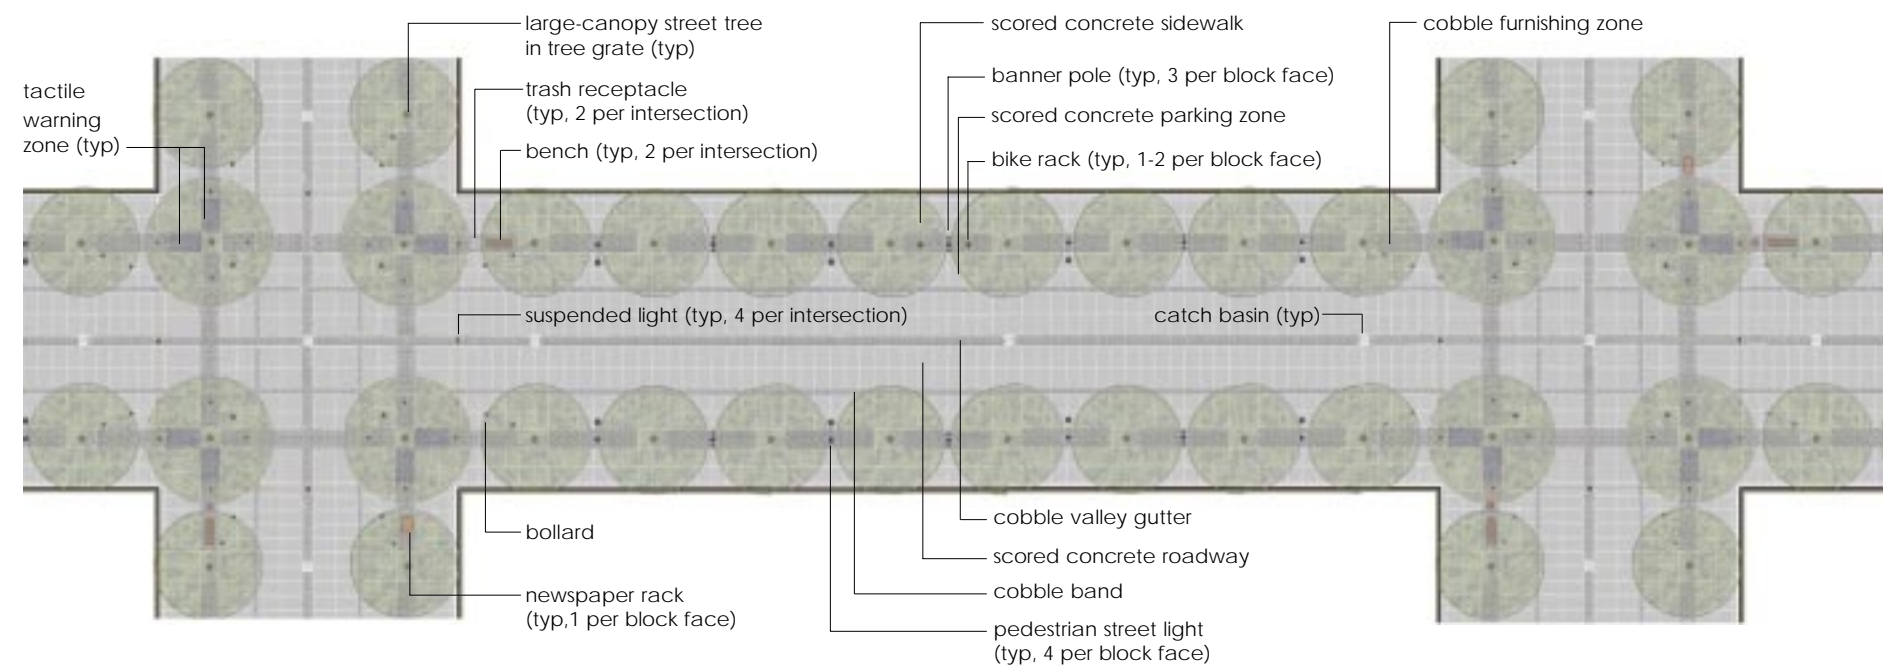 large-canopy street tree
in tree grate (typ)
scored concrete sidewalk
cobble furnishing zone
banner pole (typ, 3 per block face)
tactile
warning
zone (typ)
trash receptacle
(typ, 2 per intersection)
scored concrete parking zone
bench (typ, 2 per intersection)
bike rack (typ, 1-2 per block face)
suspended light (typ, 4 per intersection)
catch basin (typ)
bollard
cobble valley gutter
scored concrete roadway
newspaper rack
(typ,1 per block face)
cobble band
pedestrian street light
(typ, 4 per block face)